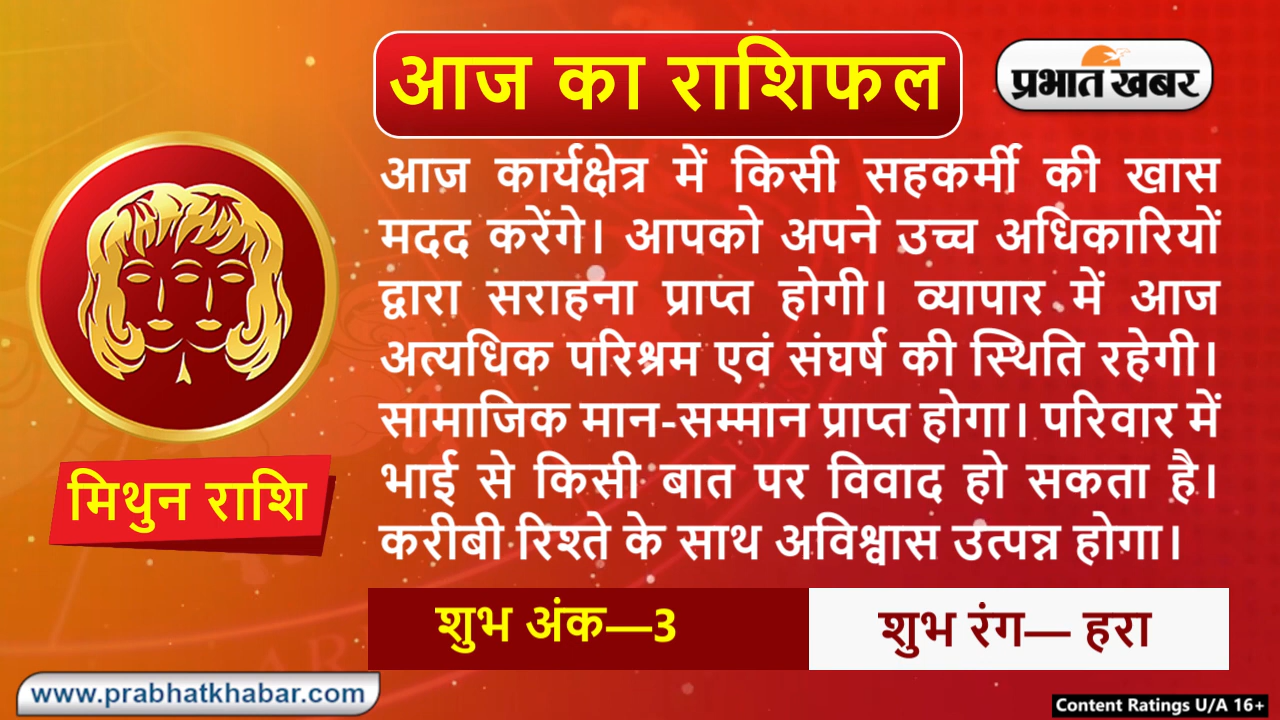 आज का राशिफल
प्रभात खबर
आज कार्यक्षेत्र में किसी सहकर्मी की खास
मदद करेंगे। आपको अपने उच्च अधिकारियों
द्वारा सराहना प्राप्त होगी। व्यापार में आज
अत्यधिक परिश्रम एवं संघर्ष की स्थिति रहेगी।
सामाजिक मान-सम्मान प्राप्त होगा। परिवार में
भाई से किसी बात पर विवाद हो सकता है।
करीबी रिश्ते के साथ अविश्वास उत्पन्न होगा।
मिथुन राशि
शुभ अंक—3
शुभ रंग— हरा
www.prabhatkhabar.com
Content Ratings U/A 16+